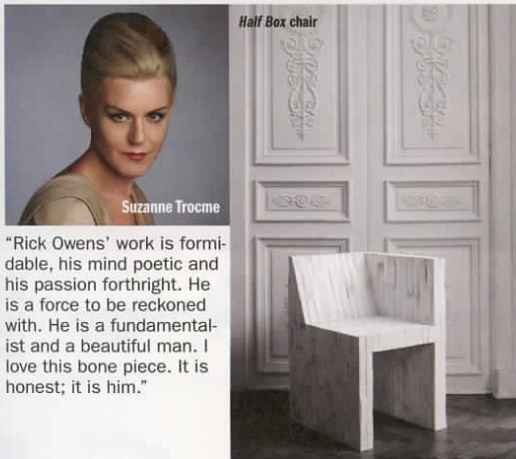 Half Box chair
Suzanne Trocme
“Rick Owens’ work is formi-
dable, his mind poetic and
his passion forthright. He
is a force to be reckoned
with. He is a fundamental-
ist and a beautiful man. I
love this bone piece. It is
honest; it is him.”